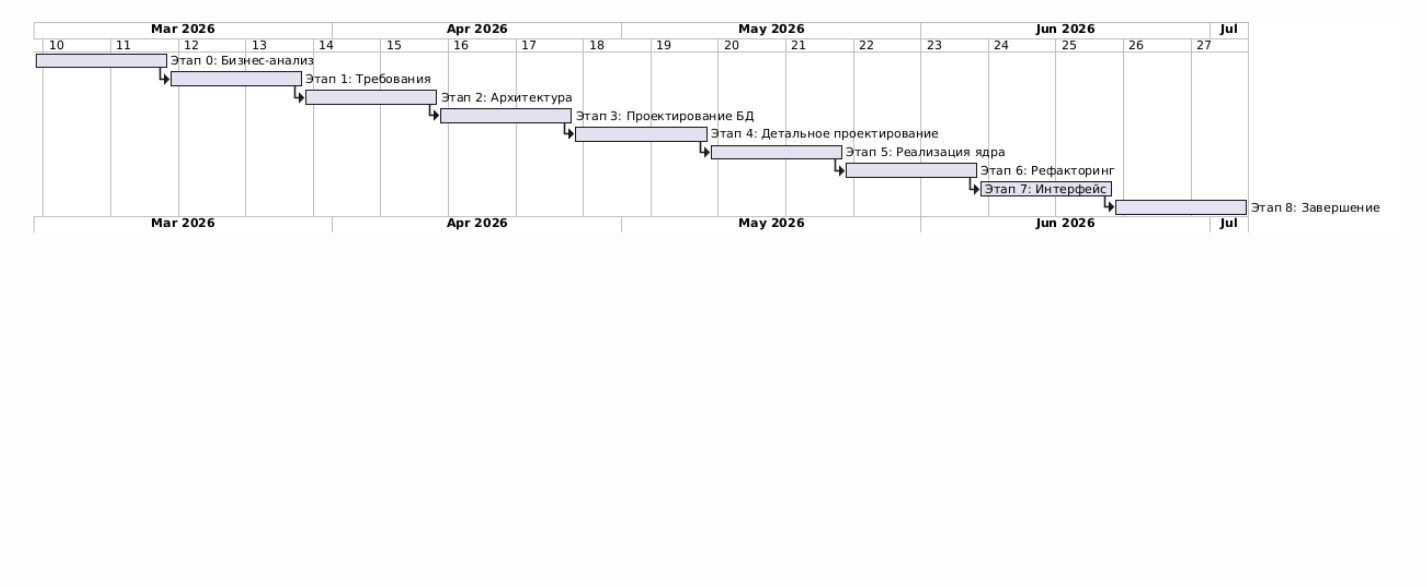 Mar 2026 Apr 2026 May 2026 Jun 2026 Jul
10 11 12 13 14 15 16 17 18 19 20 21 22 23 24 25 26 27
Этап 0: Бизнес-анализ
Этап 1: Требования
Этап 2: Архитектура
Этап 3: Проектирование БД
Этап 4: Детальное проектирование
Этап 5: Реализация ядра
Этап 6: Рефакторинг
Этап 7: Интерфейс
Этап 8: Завершение
Mar 2026 Apr 2026 May 2026 Jun 2026 Jul